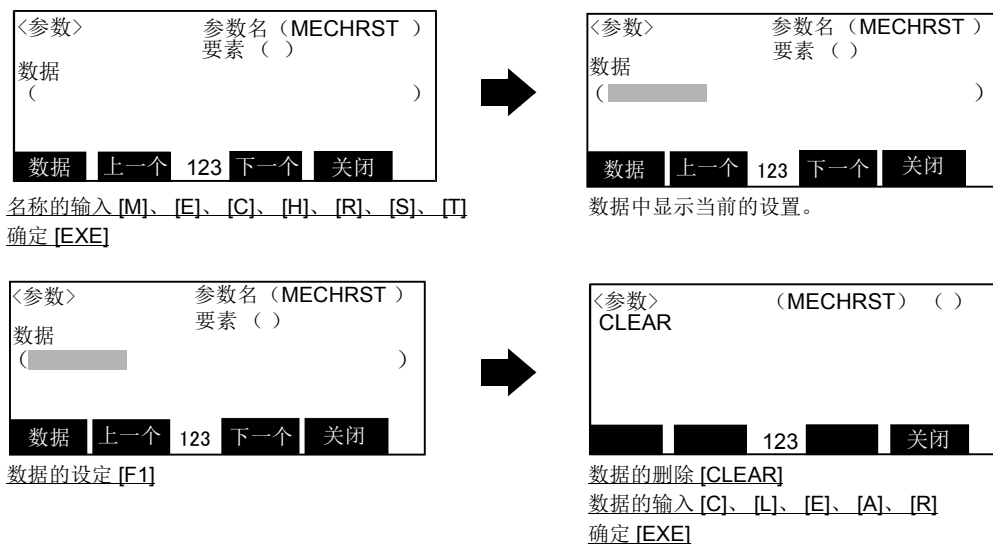 〈参数〉 参数名（MECHRST ）
要素（ ）
数据
（ ）
数据 上一个 123 下一个 关闭
名称的输入 [M]、 [E]、 [C]、 [H]、 [R]、 [S]、 [T]
确定 [EXE]
〈参数〉 参数名（MECHRST ）
要素（ ）
数据
（ ）
数据 上一个 123 下一个 关闭
数据中显示当前的设置。
〈参数〉 参数名（MECHRST ）
要素（ ）
数据
（ ）
数据 上一个 123 下一个 关闭
数据的设定 [F1]
〈参数〉 （MECHRST） （ ）
CLEAR
123 关闭
数据的删除 [CLEAR]
数据的输入 [C]、 [L]、 [E]、 [A]、 [R]
确定 [EXE]